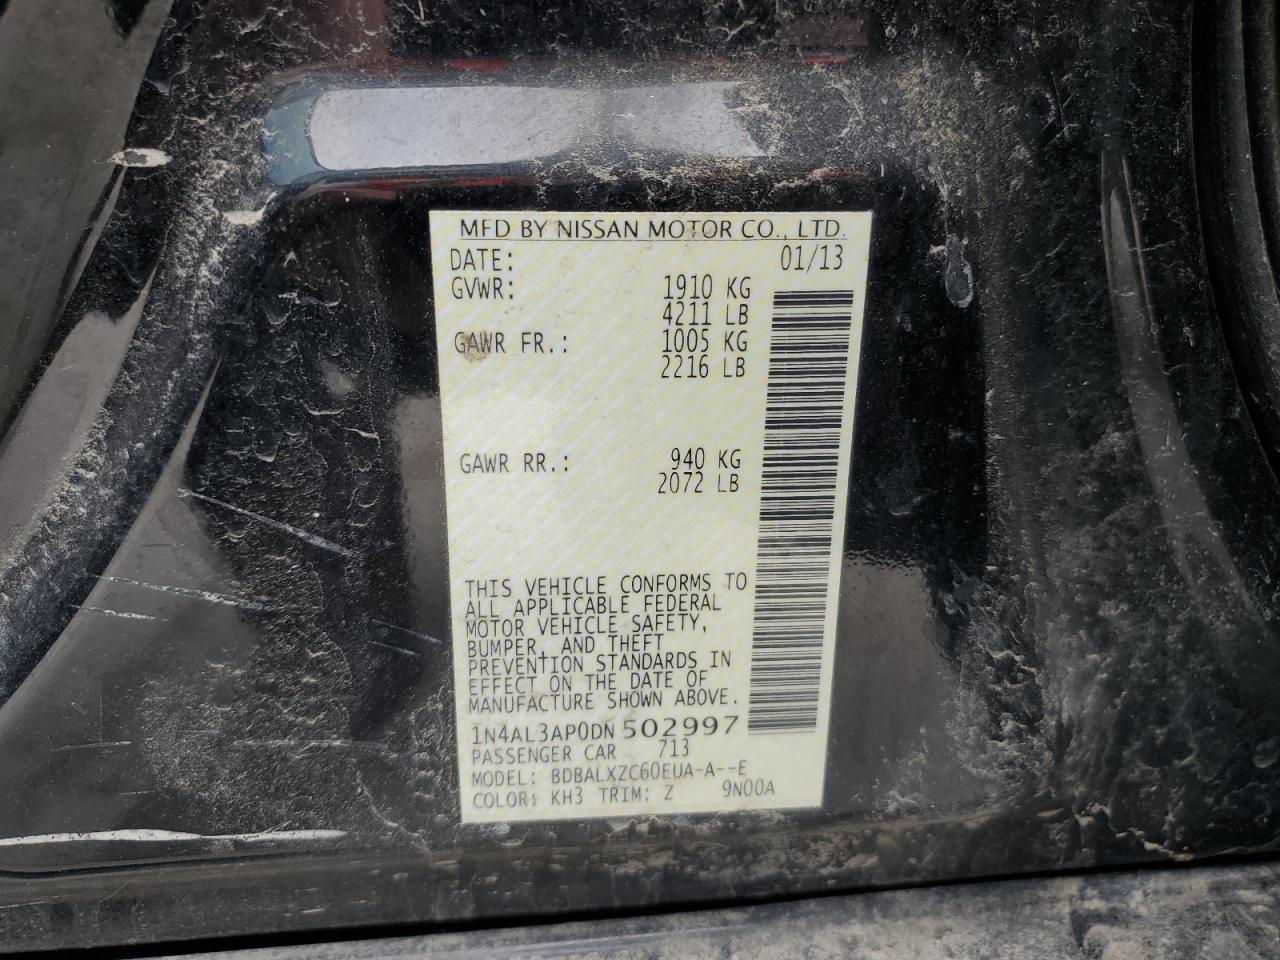 MFD BY NISSAN MOTOR CO., LTD.
DATE: 01/13
GVWR: 1910 KG
4211 LB
GAWR FR.: 1005 KG
2216 LB
GAWR RR.: 940 KG
2072 LB
THIS VEHICLE CONFORMS TO
ALL APPLICABLE FEDERAL
MOTOR VEHICLE SAFETY,
BUMPER, AND THEFT
PREVENTION STANDARDS IN
EFFECT ON THE DATE OF
MANUFACTURE SHOWN ABOVE.
1N4AL3AP0DN502997
PASSENGER CAR 713
MODEL: BDBALXZC60EUA-A--E
COLOR: KH3 TRIM: Z 9N00A